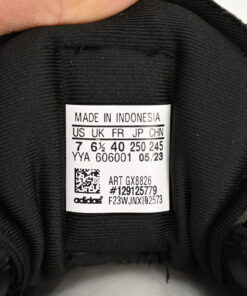 MADE IN INDONESIA
US UK FR JP CHN
7 6½ 40 250 245
YYA 606001 05/23
ART GX8826
#129125779
adidas F23WJNXI92573